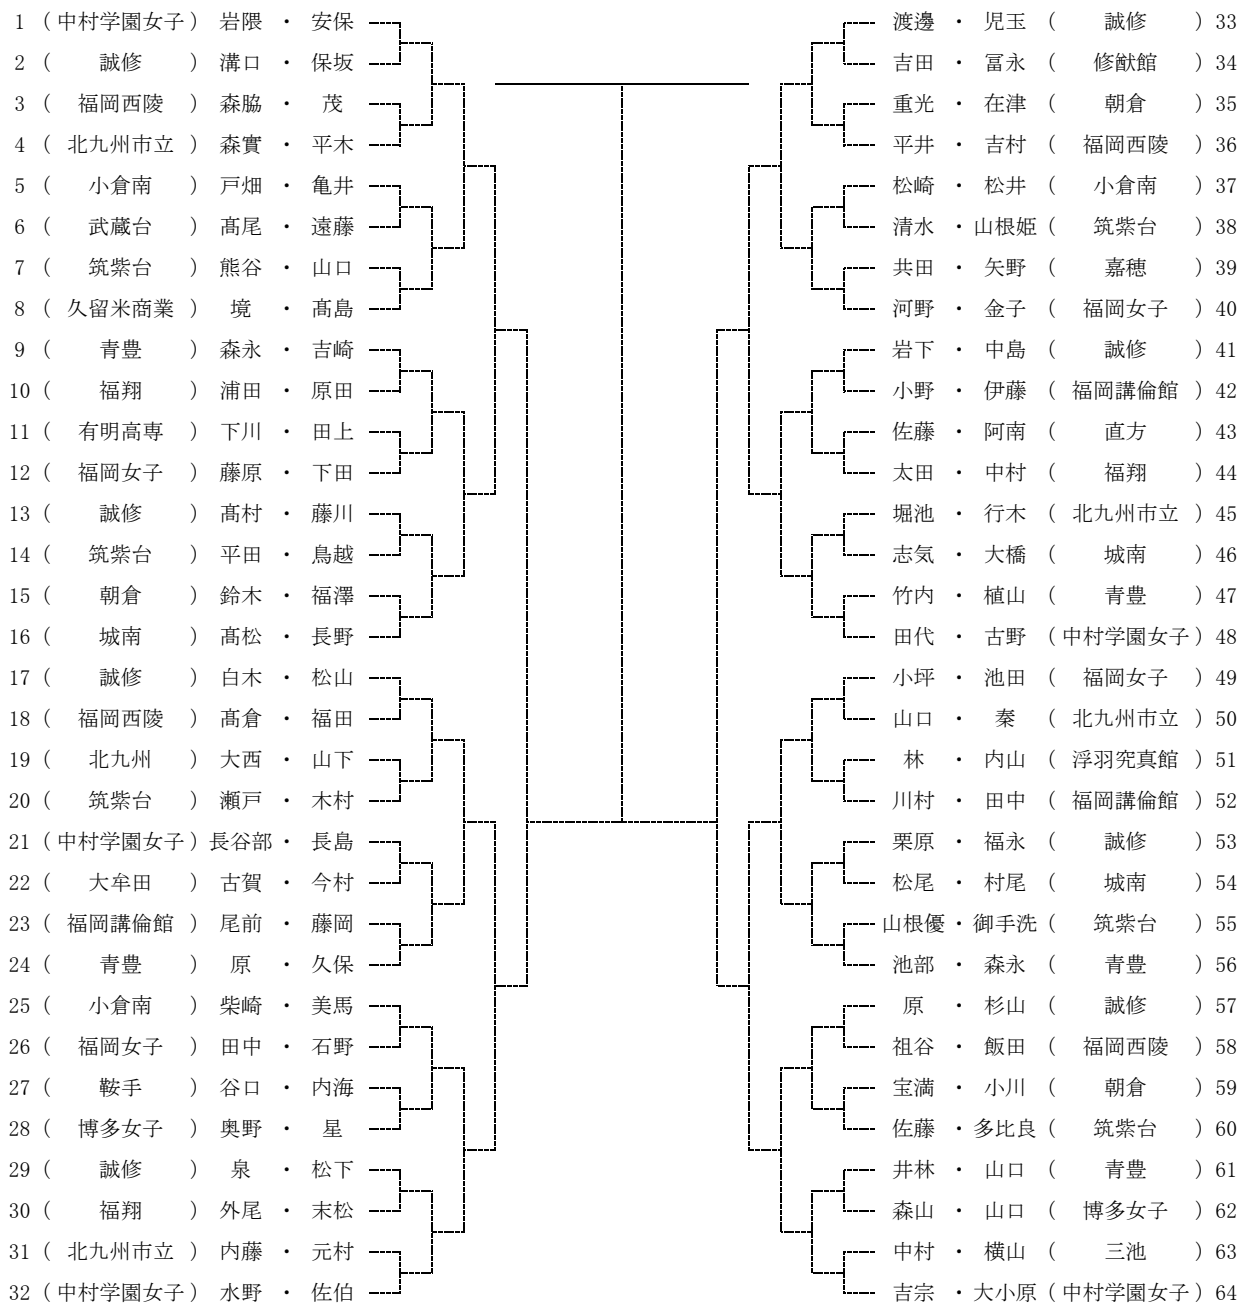 1 ( 中村学園女子 ) 岩隈 ・ 安保
2 ( 誠修 ) 溝口 ・ 保坂
3 ( 福岡西陵 ) 森脇 ・ 茂
4 ( 北九州市立 ) 森實 ・ 平木
5 ( 小倉南 ) 戸畑 ・ 亀井
6 ( 武蔵台 ) 髙尾 ・ 遠藤
7 ( 筑紫台 ) 熊谷 ・ 山口
8 ( 久留米商業 ) 境 ・ 髙島
9 ( 青豊 ) 森永 ・ 吉崎
10 ( 福翔 ) 浦田 ・ 原田
11 ( 有明高専 ) 下川 ・ 田上
12 ( 福岡女子 ) 藤原 ・ 下田
13 ( 誠修 ) 髙村 ・ 藤川
14 ( 筑紫台 ) 平田 ・ 鳥越
15 ( 朝倉 ) 鈴木 ・ 福澤
16 ( 城南 ) 髙松 ・ 長野
17 ( 誠修 ) 白木 ・ 松山
18 ( 福岡西陵 ) 髙倉 ・ 福田
19 ( 北九州 ) 大西 ・ 山下
20 ( 筑紫台 ) 瀬戸 ・ 木村
21 ( 中村学園女子 ) 長谷部 ・ 長島
22 ( 大牟田 ) 古賀 ・ 今村
23 ( 福岡講倫館 ) 尾前 ・ 藤岡
24 ( 青豊 ) 原 ・ 久保
25 ( 小倉南 ) 柴崎 ・ 美馬
26 ( 福岡女子 ) 田中 ・ 石野
27 ( 鞍手 ) 谷口 ・ 内海
28 ( 博多女子 ) 奥野 ・ 星
29 ( 誠修 ) 泉 ・ 松下
30 ( 福翔 ) 外尾 ・ 末松
31 ( 北九州市立 ) 内藤 ・ 元村
32 ( 中村学園女子 ) 水野 ・ 佐伯
渡邊 ・ 児玉 ( 誠修 ) 33
吉田 ・ 冨永 ( 修猷館 ) 34
重光 ・ 在津 ( 朝倉 ) 35
平井 ・ 吉村 ( 福岡西陵 ) 36
松崎 ・ 松井 ( 小倉南 ) 37
清水 ・ 山根姫 ( 筑紫台 ) 38
共田 ・ 矢野 ( 嘉穂 ) 39
河野 ・ 金子 ( 福岡女子 ) 40
岩下 ・ 中島 ( 誠修 ) 41
小野 ・ 伊藤 ( 福岡講倫館 ) 42
佐藤 ・ 阿南 ( 直方 ) 43
太田 ・ 中村 ( 福翔 ) 44
堀池 ・ 行木 ( 北九州市立 ) 45
志気 ・ 大橋 ( 城南 ) 46
竹内 ・ 植山 ( 青豊 ) 47
田代 ・ 古野 ( 中村学園女子 ) 48
小坪 ・ 池田 ( 福岡女子 ) 49
山口 ・ 秦 ( 北九州市立 ) 50
林 ・ 内山 ( 浮羽究真館 ) 51
川村 ・ 田中 ( 福岡講倫館 ) 52
栗原 ・ 福永 ( 誠修 ) 53
松尾 ・ 村尾 ( 城南 ) 54
山根優 ・ 御手洗 ( 筑紫台 ) 55
池部 ・ 森永 ( 青豊 ) 56
原 ・ 杉山 ( 誠修 ) 57
祖谷 ・ 飯田 ( 福岡西陵 ) 58
宝満 ・ 小川 ( 朝倉 ) 59
佐藤 ・ 多比良 ( 筑紫台 ) 60
井林 ・ 山口 ( 青豊 ) 61
森山 ・ 山口 ( 博多女子 ) 62
中村 ・ 横山 ( 三池 ) 63
吉宗 ・ 大小原 ( 中村学園女子 ) 64